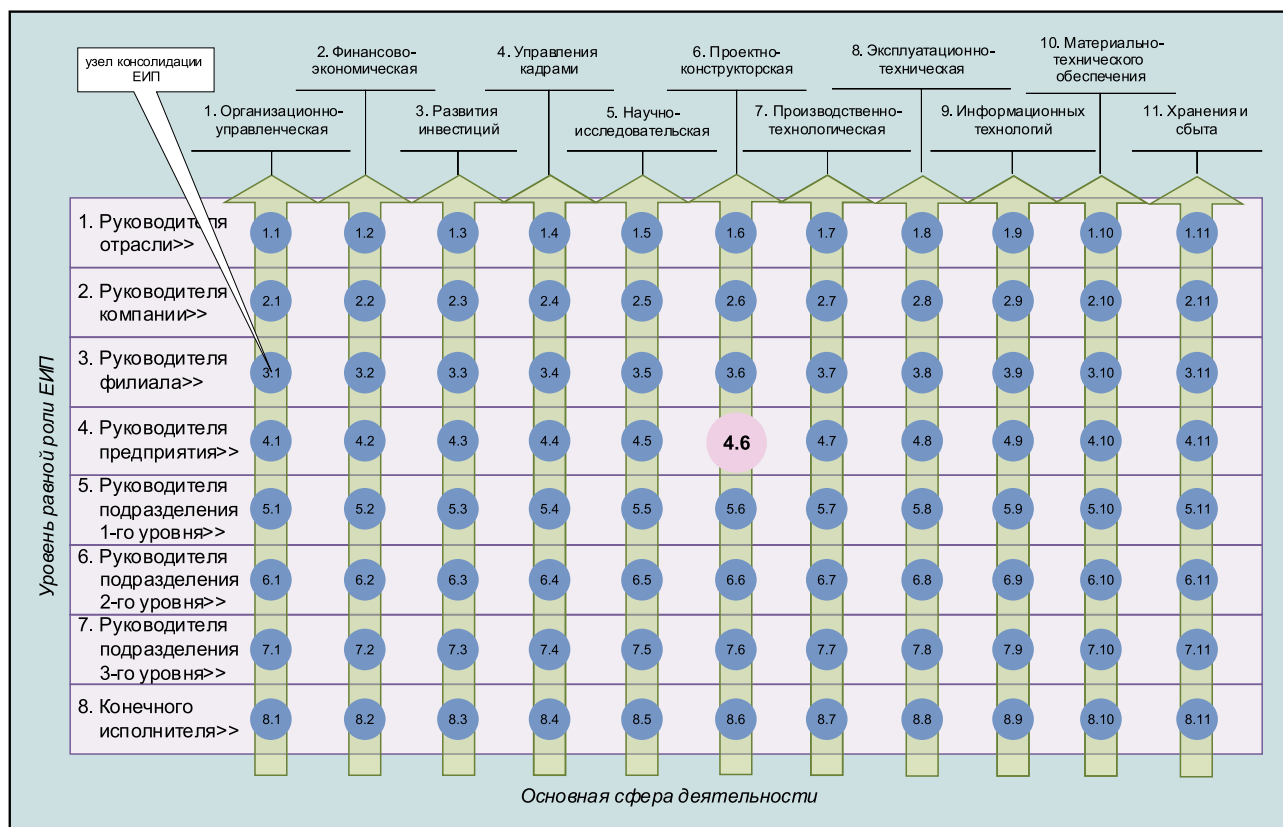 узел консолидации
ЕИП
2. Финансово-
экономическая
4. Управления
кадрами
6. Проектно-
конструкторская
8. Эксплуатационно-
техническая
10. Материально-
технического
обеспечения
1. Организационно-
управленческая
3. Развития
инвестиций
5. Научно-
исследовательская
7. Производственно-
технологическая
9. Информационных
технологий
11. Хранения и
сбыта
Уровень равной роли ЕИП
1. Руководителя
отрасли>>
1.1 1.2 1.3 1.4 1.5 1.6 1.7 1.8 1.9 1.10 1.11
2. Руководителя
компании>>
2.1 2.2 2.3 2.4 2.5 2.6 2.7 2.8 2.9 2.10 2.11
3. Руководителя
филиала>>
3.1 3.2 3.3 3.4 3.5 3.6 3.7 3.8 3.9 3.10 3.11
4. Руководителя
предприятия>>
4.1 4.2 4.3 4.4 4.5 4.6 4.7 4.8 4.9 4.10 4.11
5. Руководителя
подразделения
1-го уровня>>
5.1 5.2 5.3 5.4 5.5 5.6 5.7 5.8 5.9 5.10 5.11
6. Руководителя
подразделения
2-го уровня>>
6.1 6.2 6.3 6.4 6.5 6.6 6.7 6.8 6.9 6.10 6.11
7. Руководителя
подразделения
3-го уровня>>
7.1 7.2 7.3 7.4 7.5 7.6 7.7 7.8 7.9 7.10 7.11
8. Конечного
исполнителя>>
8.1 8.2 8.3 8.4 8.5 8.6 8.7 8.8 8.9 8.10 8.11
Основная сфера деятельности